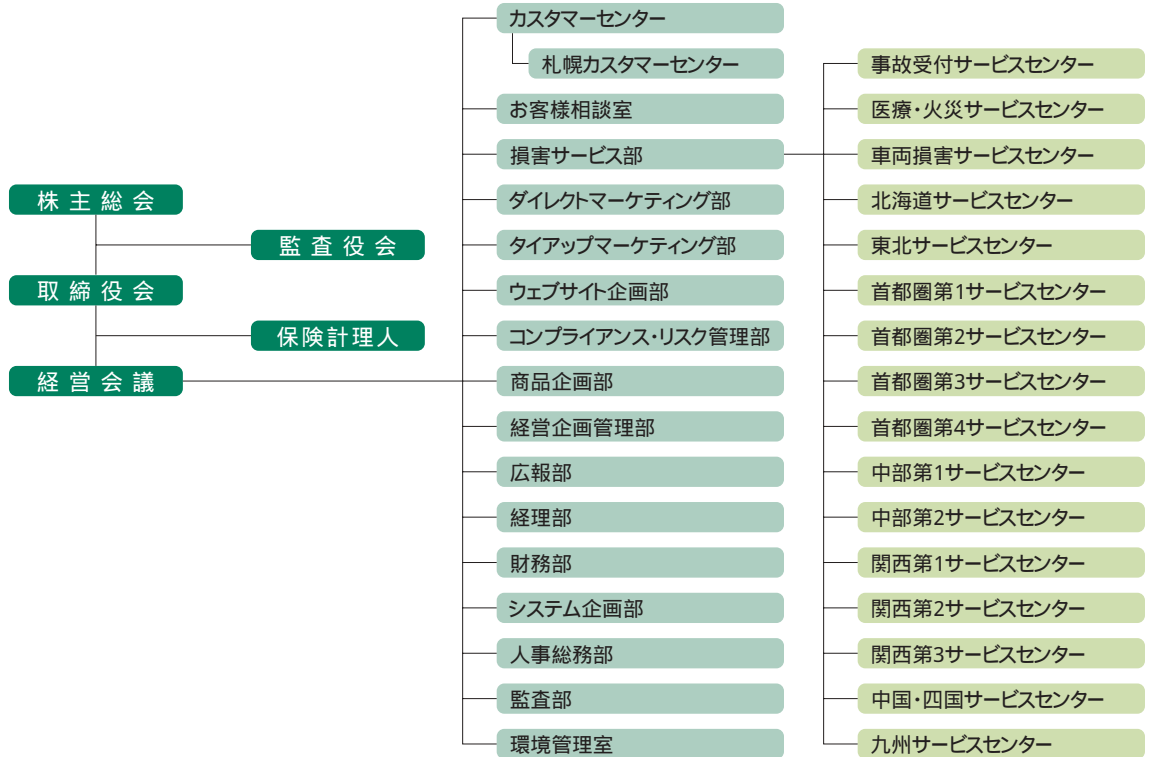 株主総会
監査役会
取締役会
保険計理人
経営会議
カスタマーセンター
札幌カスタマーセンター
お客様相談室
損害サービス部
ダイレクトマーケティング部
タイアップマーケティング部
ウェブサイト企画部
コンプライアンス・リスク管理部
商品企画部
経営企画管理部
広報部
経理部
財務部
システム企画部
人事総務部
監査部
環境管理室
事故受付サービスセンター
医療・火災サービスセンター
車両損害サービスセンター
北海道サービスセンター
東北サービスセンター
首都圏第1サービスセンター
首都圏第2サービスセンター
首都圏第3サービスセンター
首都圏第4サービスセンター
中部第1サービスセンター
中部第2サービスセンター
関西第1サービスセンター
関西第2サービスセンター
関西第3サービスセンター
中国・四国サービスセンター
九州サービスセンター